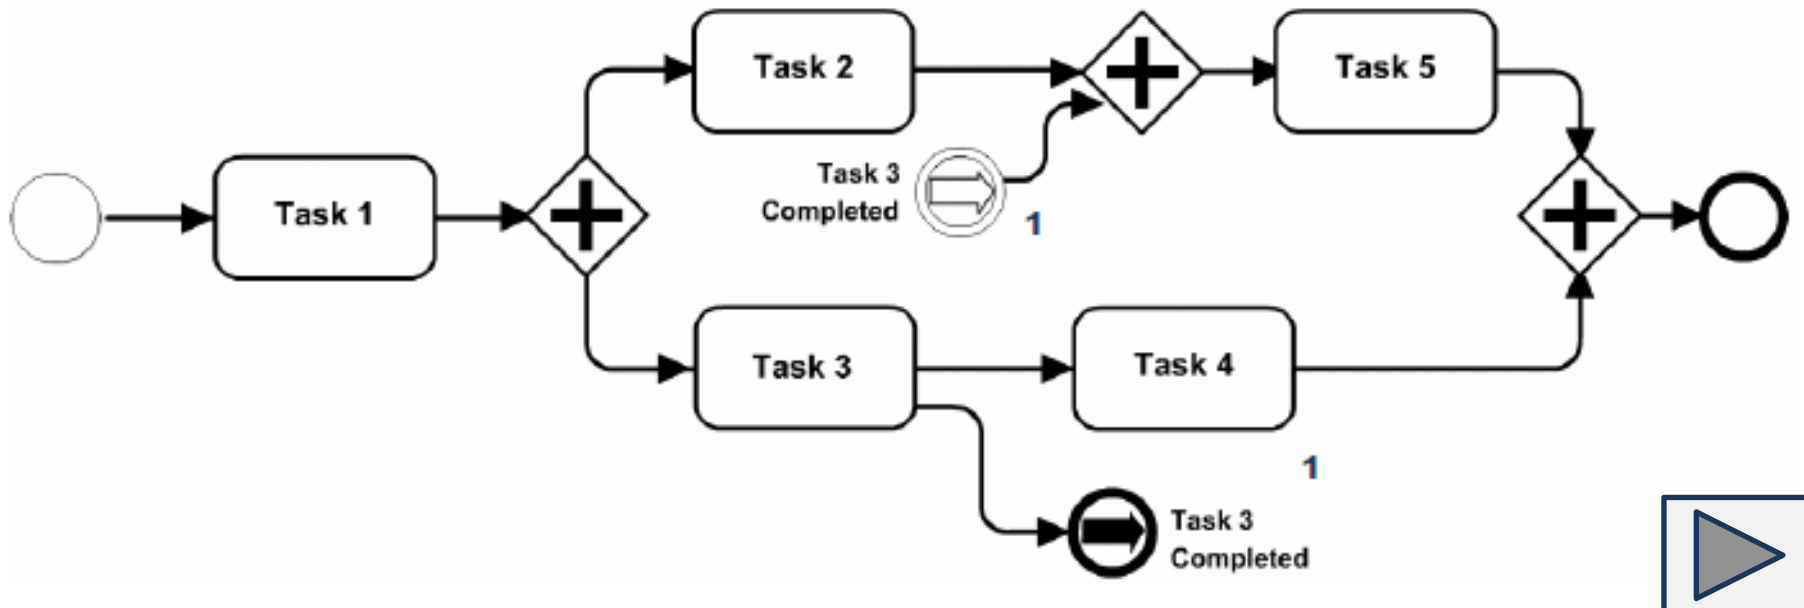 Task 2
Task 5
Task 3
Completed
1
Task 1
Task 3
Task 4
1
Task 3
Completed